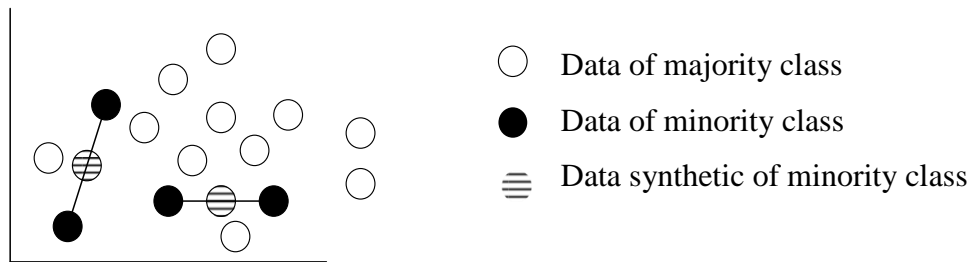 Data of majority class
Data of minority class
Data synthetic of minority class